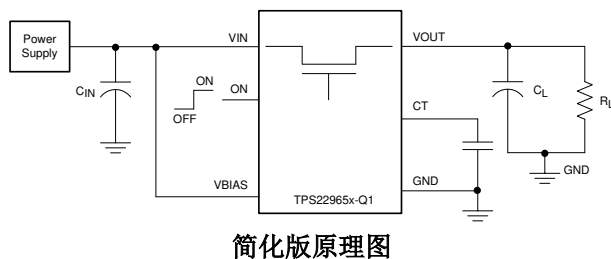 Power
Supply
VIN
VOUT
CIN
ON
OFF
ON
CT
CL
RL
VBIAS
GND
GND
TPS22965x-Q1
简化版原理图